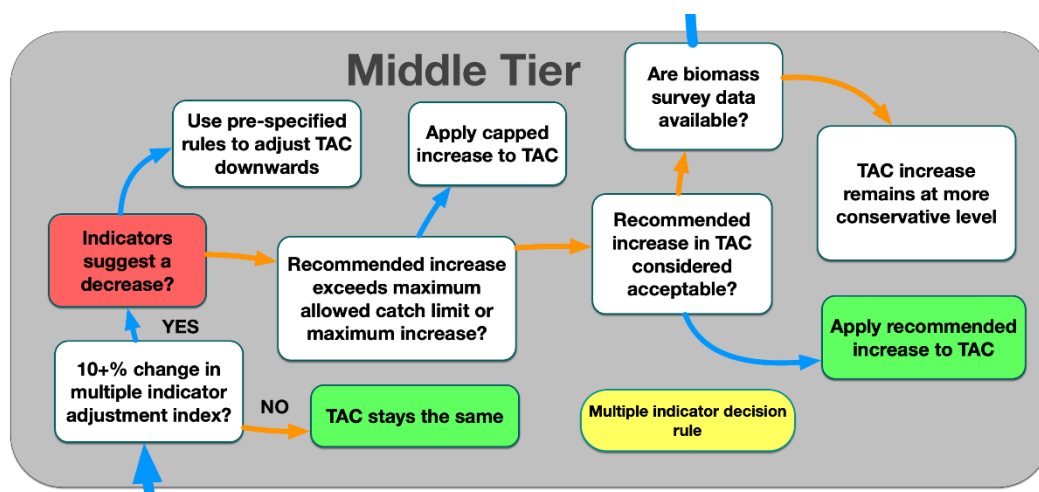 Middle Tier
Are biomass
survey data
available?
Use pre-specified
rules to adjust TAC
downwards
Apply capped
increase to TAC
TAC increase
remains at more
conservative level
Indicators
suggest a
decrease?
Recommended increase
exceeds maximum
allowed catch limit or
maximum increase?
Recommended
increase in TAC
considered
acceptable?
Apply recommended
increase to TAC
YES
10+% change in
multiple indicator
adjustment index?
NO
TAC stays the same
Multiple indicator decision
rule